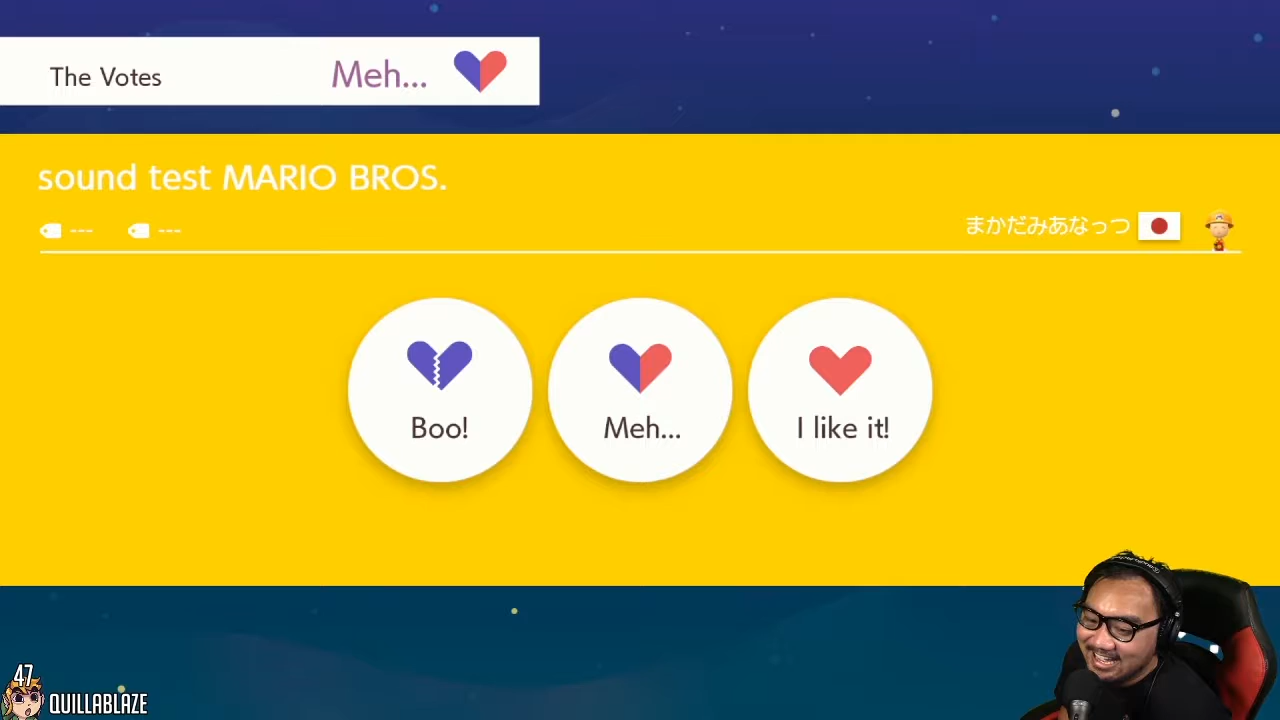 The Votes
Meh...
sound test MARIO BROS.
--- ---
まかだみあなっつ
Boo!
Meh...
I like it!
47
QUILLABLAZE